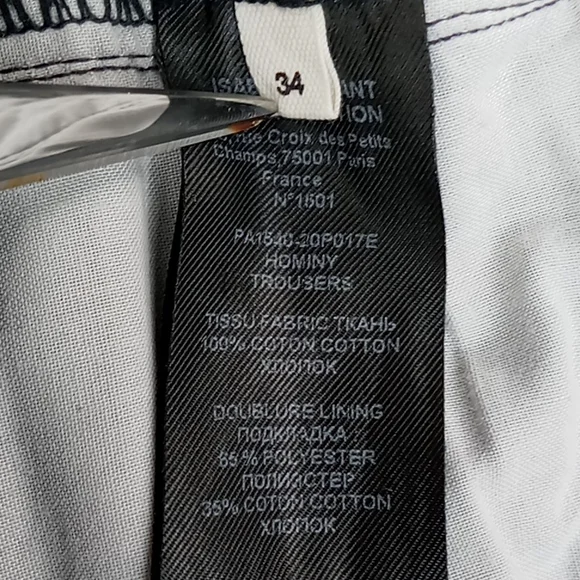 34
Croix des Petits
Champs,75001 Paris
France
N°1601
PA1540-20P017E
HOMINY
TROUSERS
TISSU FABRIC ТКАНЬ
100% COTON COTTON
ХЛОПОК
DOUBLURE LINING
ПОДКЛАДКА :
65 % POLYESTER
ПОЛИЭСТЕР
35% COTON COTTON
ХЛОПОК